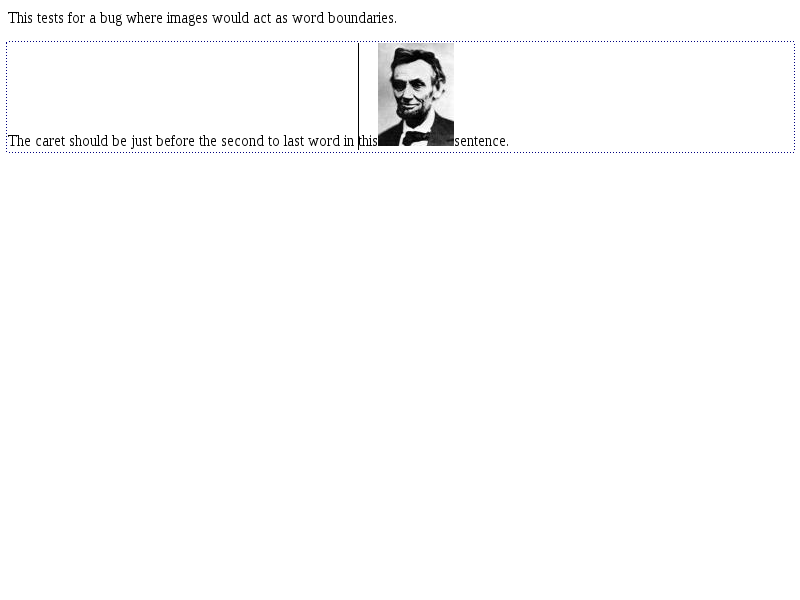 This tests for a bug where images would act as word boundaries.
The caret should be just before the second to last word in this sentence.